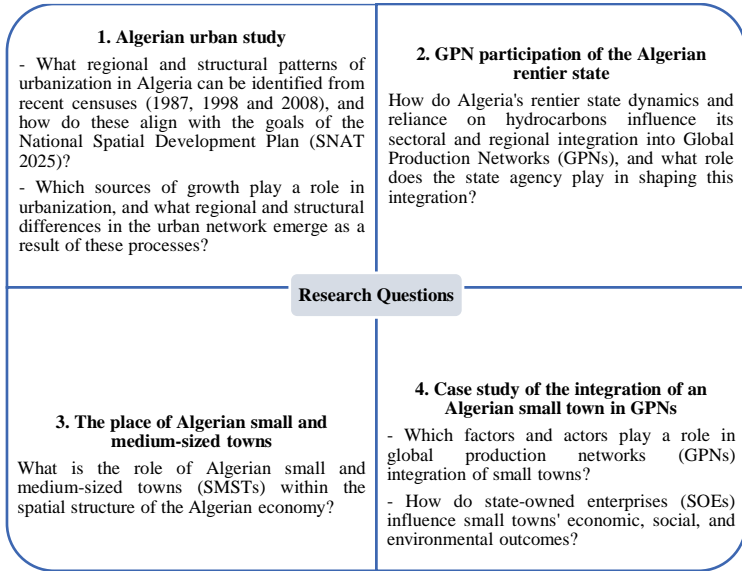 1. Algerian urban study
- What regional and structural patterns of
urbanization in Algeria can be identified from
recent censuses (1987, 1998 and 2008), and
how do these align with the goals of the
National Spatial Development Plan (SNAT
2025)?
- Which sources of growth play a role in
urbanization, and what regional and structural
differences in the urban network emerge as a
result of these processes?
2. GPN participation of the Algerian
rentier state
How do Algeria's rentier state dynamics and
reliance on hydrocarbons influence its
sectoral and regional integration into Global
Production Networks (GPNs), and what role
does the state agency play in shaping this
integration?
Research Questions
3. The place of Algerian small and
medium-sized towns
What is the role of Algerian small and
medium-sized towns (SMSTs) within the
spatial structure of the Algerian economy?
4. Case study of the integration of an
Algerian small town in GPNs
- Which factors and actors play a role in
global production networks (GPNs)
integration of small towns?
- How do state-owned enterprises (SOEs)
influence small towns' economic, social, and
environmental outcomes?